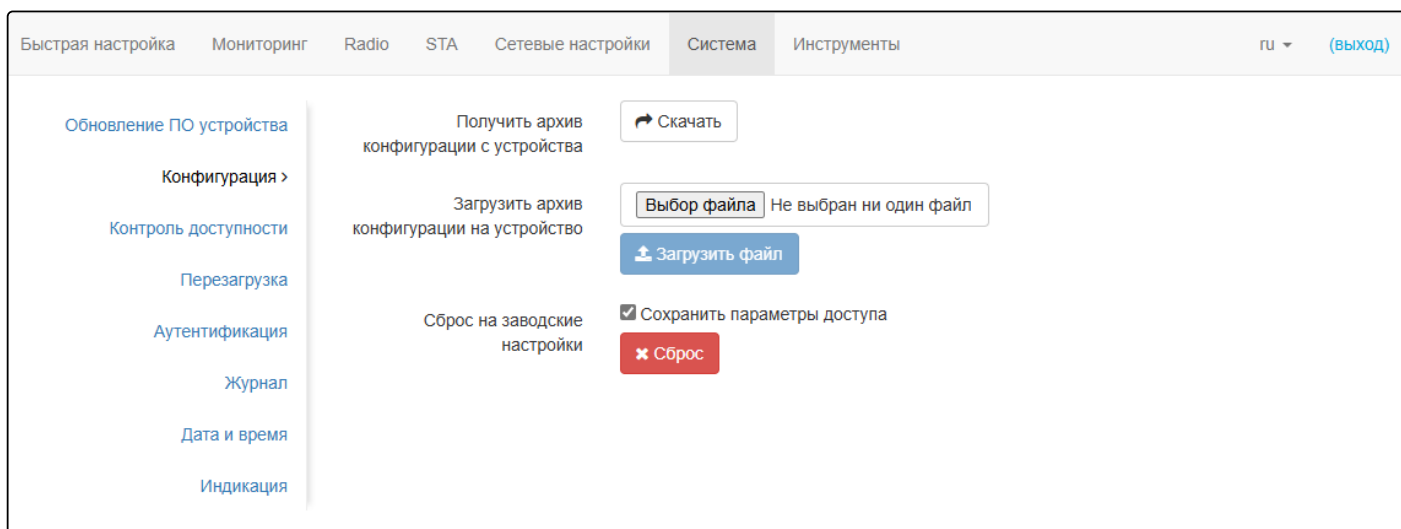 Быстрая настройка Мониторинг Radio STA Сетевые настройки Система Инструменты ru (выход)
Обновление ПО устройства
Конфигурация >
Контроль доступности
Перезагрузка
Аутентификация
Журнал
Дата и время
Индикация
Получить архив
конфигурации с устройства
Скачать
Загрузить архив
конфигурации на устройство
Выбор файла Не выбран ни один файл
Загрузить файл
Сброс на заводские
настройки
Сохранить параметры доступа
Сброс